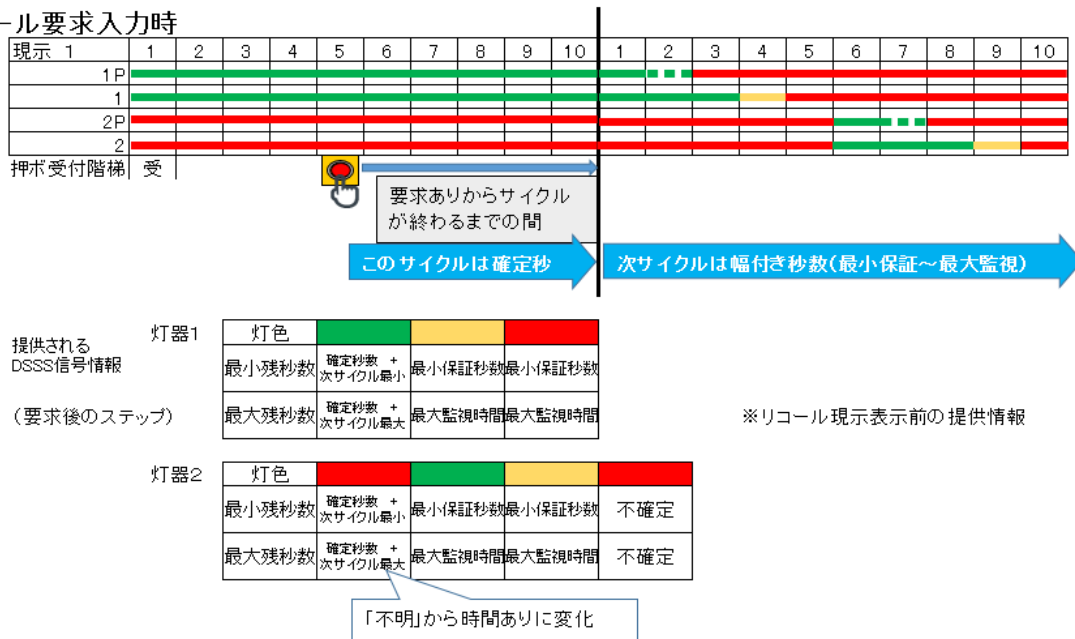 ール要求入力時
現示 1 1 2 3 4 5 6 7 8 9 10 1 2 3 4 5 6 7 8 9 10
1P
1
2P
2
押ボ受付階梯 受
要求ありからサイクル
が終わるまでの間
このサイクルは確定秒
次サイクルは幅付き秒数(最小保証～最大監視)
提供される
DSSS信号情報
(要求後のステップ)
灯器1
灯色
最小残秒数 確定秒数 + 次サイクル最小 最小保証秒数 最小保証秒数
最大残秒数 確定秒数 + 次サイクル最大 最大監視時間 最大監視時間
※リコール現示表示前の提供情報
灯器2
灯色
最小残秒数 確定秒数 + 次サイクル最小 最小保証秒数 最小保証秒数 不確定
最大残秒数 確定秒数 + 次サイクル最大 最大監視時間 最大監視時間 不確定
「不明」から時間ありに変化